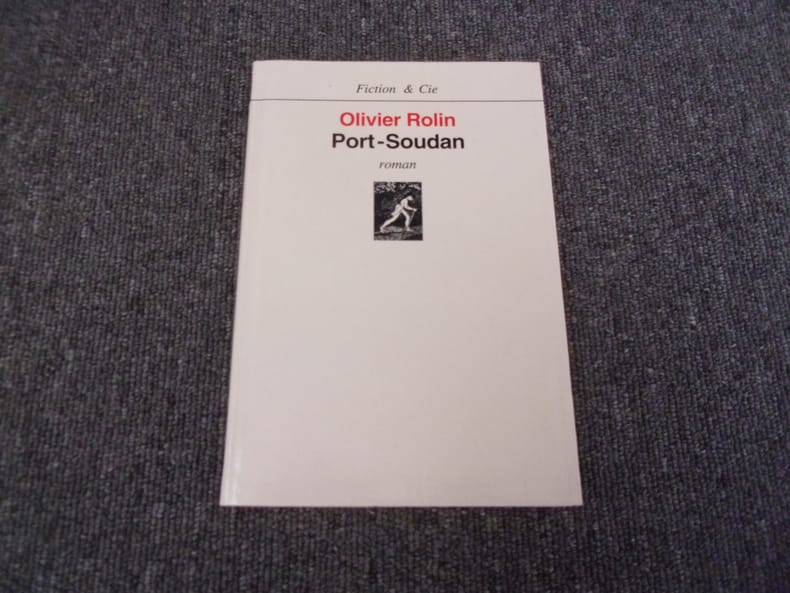 Fiction & Cie
Olivier Rolin
Port-Soudan
roman